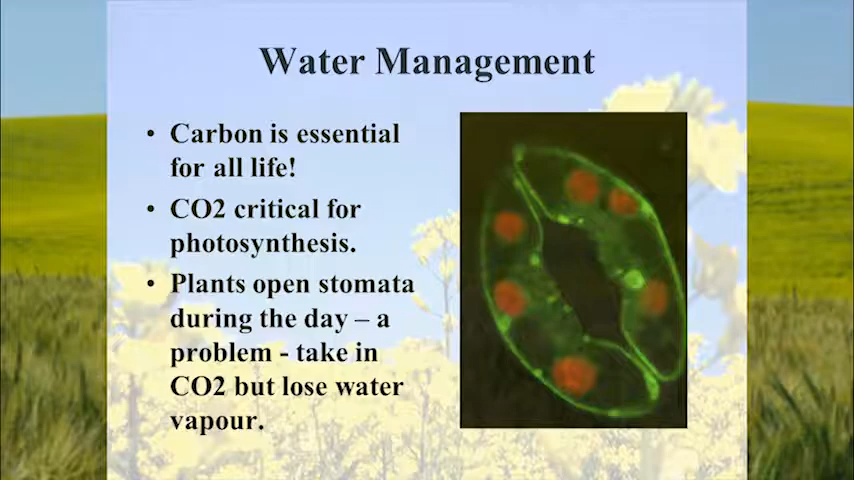 Water Management
• Carbon is essential
for all life!
• CO2 critical for
photosynthesis.
• Plants open stomata
during the day – a
problem - take in
CO2 but lose water
vapour.